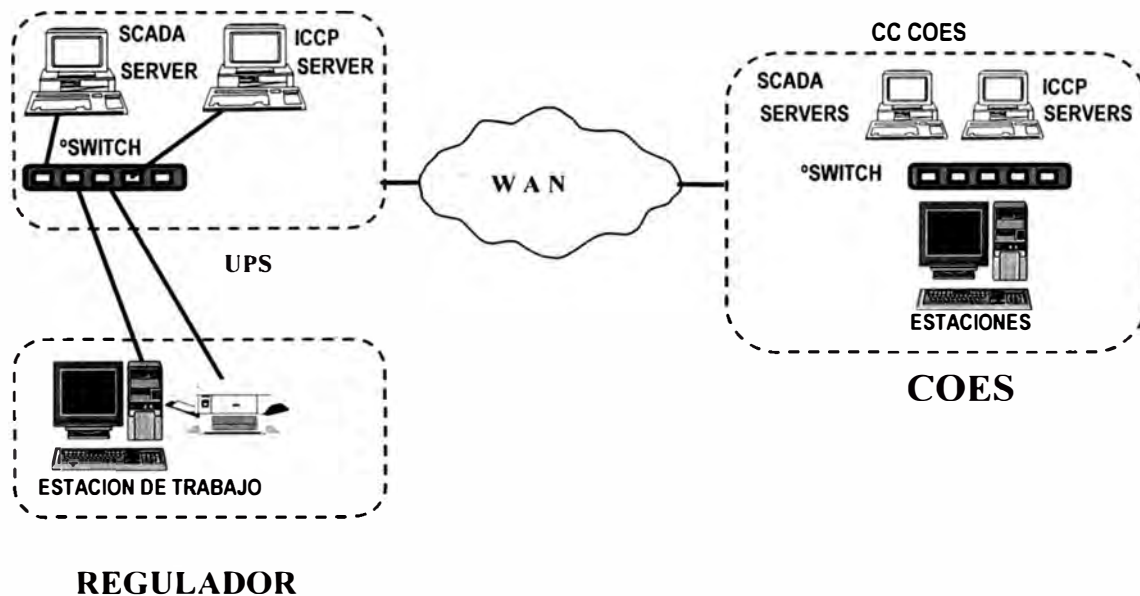 SCADA
SERVER
ICCP
SERVER
°SWITCH
UPS
ESTACION DE TRABAJO
REGULADOR
W A N
CC COES
SCADA
SERVERS
ICCP
SERVERS
°SWITCH
ESTACIONES
COES